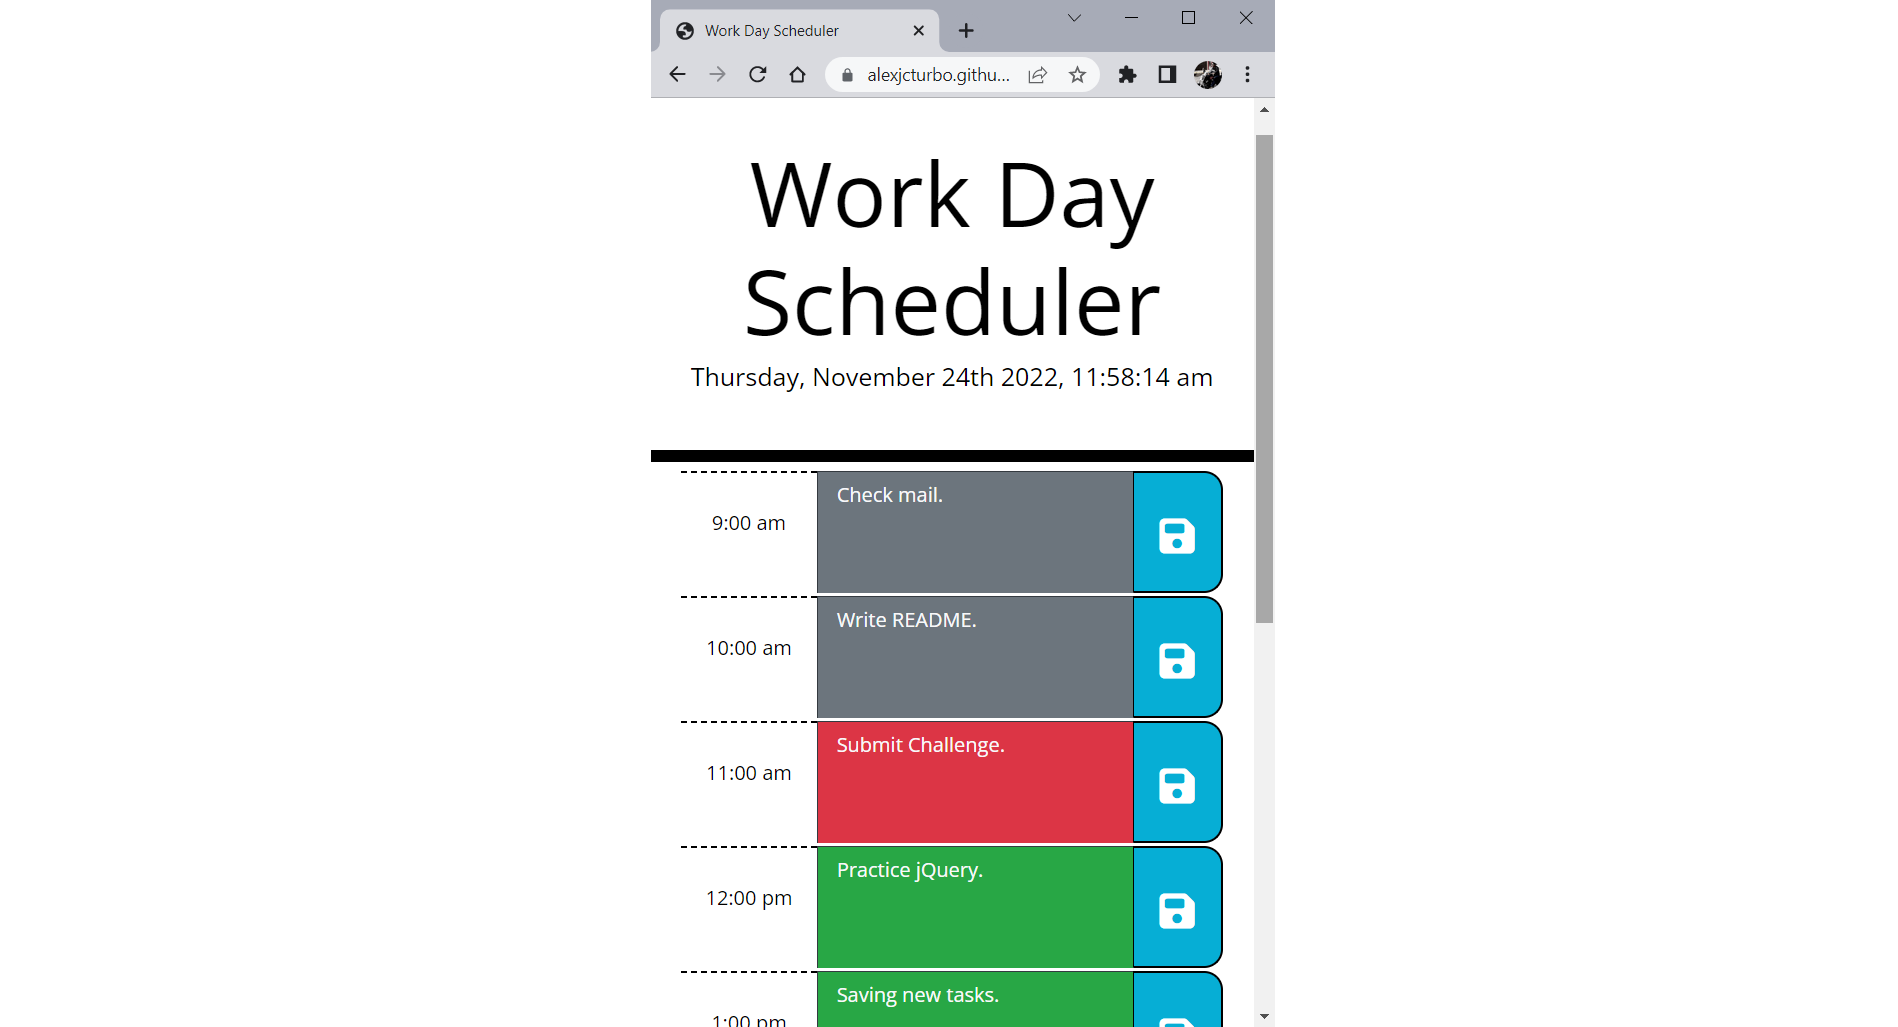 Work Day Scheduler
alexjcturbo.githu...
Work Day
Scheduler
Thursday, November 24th 2022, 11:58:14 am
9:00 am
Check mail.
10:00 am
Write README.
11:00 am
Submit Challenge.
12:00 pm
Practice jQuery.
1:00 pm
Saving new tasks.